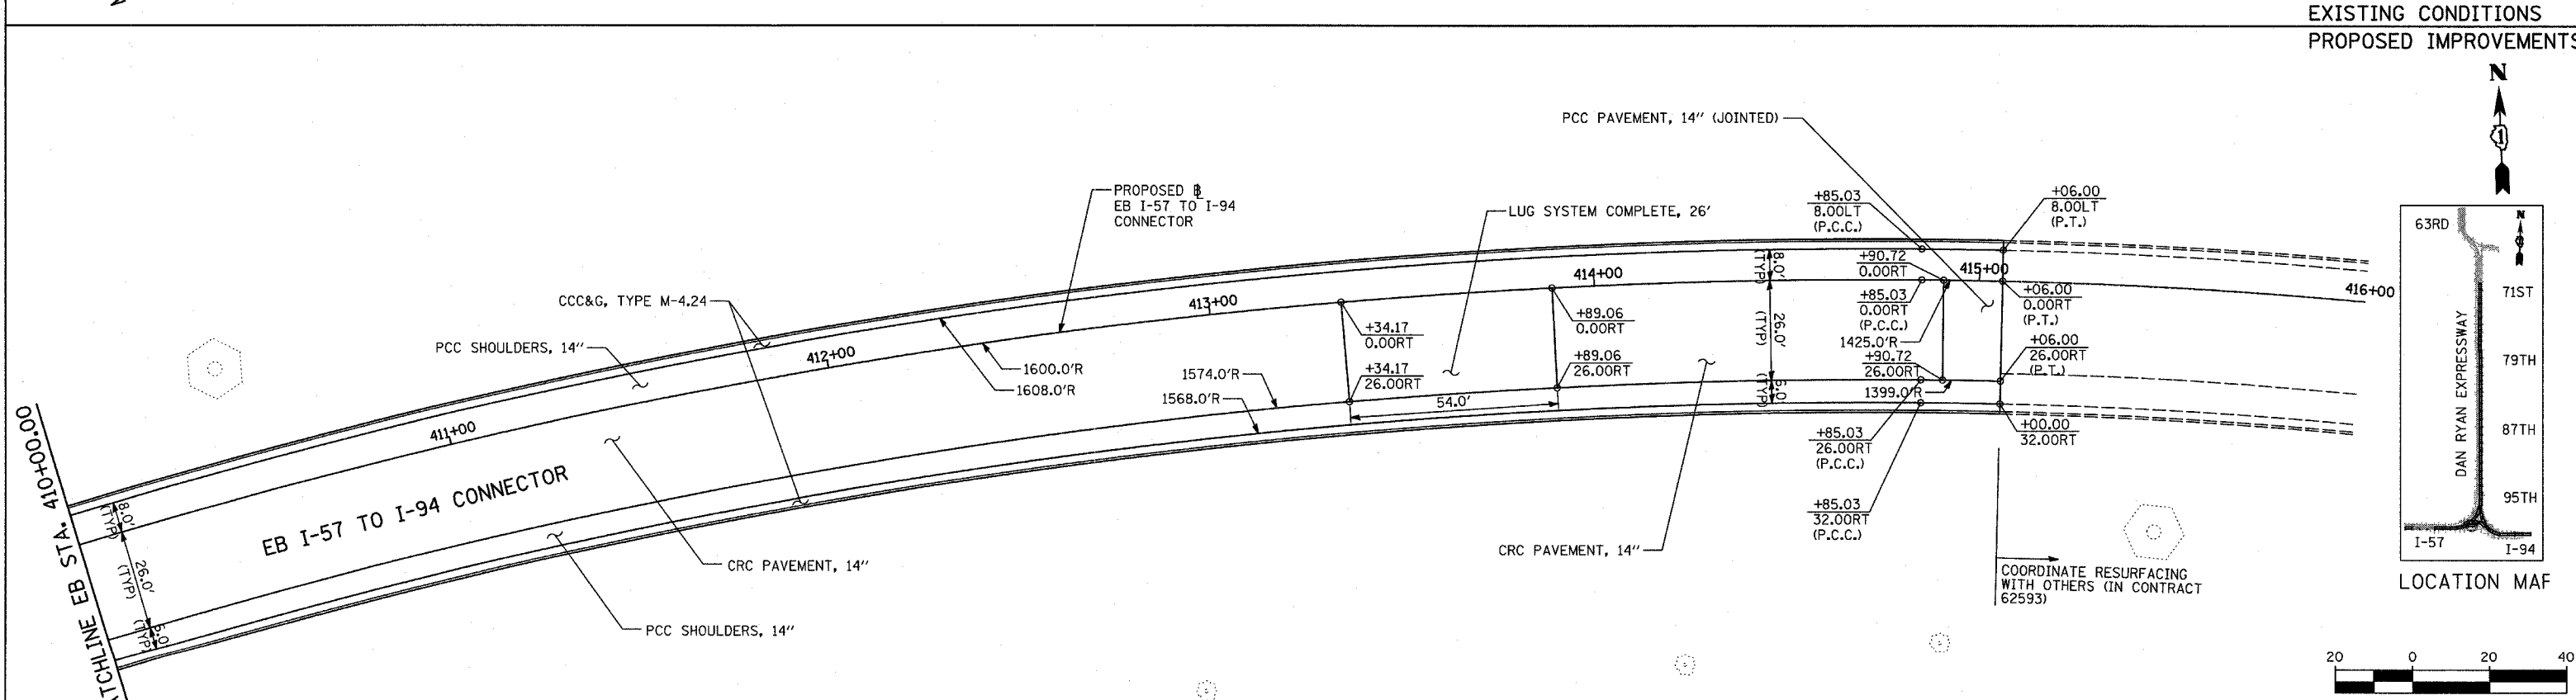 EXISTING CONDITIONS
PROPOSED IMPROVEMENTS
N
PCC PAVEMENT, 14" (JOINTED)
PROPOSED ℄
EB I-57 TO I-94
CONNECTOR
LUG SYSTEM COMPLETE, 26'
+85.03
8.00LT
(P.C.C.)
+06.00
8.00LT
(P.T.)
8.0'
(TYP)
+90.72
0.00RT
415+00
414+00
413+00
412+00
411+00
416+00
CCC&G, TYPE M-4.24
PCC SHOULDERS, 14"
1600.0'R
1608.0'R
+34.17
0.00RT
+89.06
0.00RT
26.0'
(TYP)
+85.03
0.00RT
(P.C.C.)
1425.0'R
+06.00
0.00RT
(P.T.)
+34.17
26.00RT
+89.06
26.00RT
+90.72
26.00RT
1399.0'R
+06.00
26.00RT
(P.T.)
1574.0'R
1568.0'R
54.0'
(TYP)
+85.03
26.00RT
(P.C.C.)
+00.00
32.00RT
+85.03
32.00RT
(P.C.C.)
MATCHLINE EB STA. 410+00.00
8.0'
(TYP)
26.0'
(TYP)
(TYP)
EB I-57 TO I-94 CONNECTOR
CRC PAVEMENT, 14"
PCC SHOULDERS, 14"
CRC PAVEMENT, 14"
COORDINATE RESURFACING
WITH OTHERS (IN CONTRACT
62593)
63RD
N
71ST
79TH
87TH
95TH
DAN RYAN EXPRESSWAY
I-57
I-94
LOCATION MAP
20 0 20 40